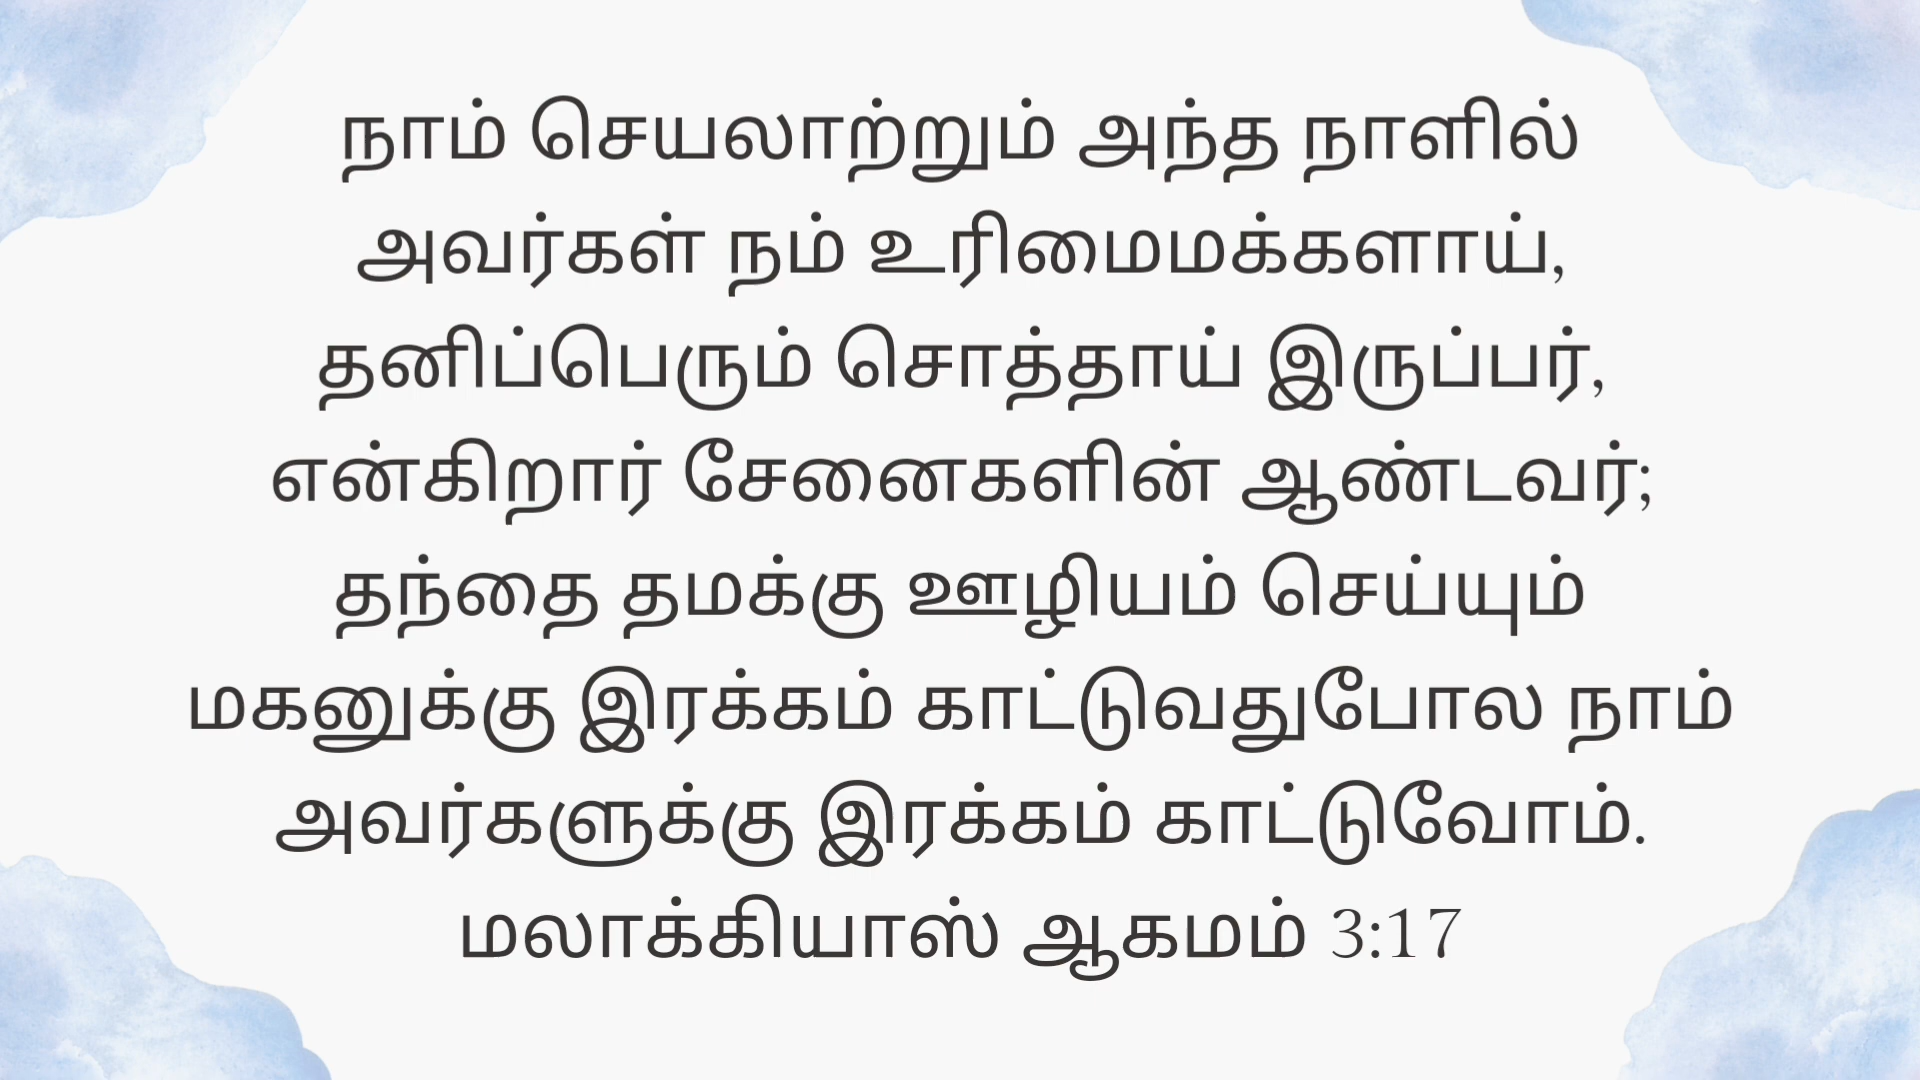 நாம் செயலாற்றும் அந்த நாளில்
அவர்கள் நம் உரிமைமக்களாய்,
தனிப்பெரும் சொத்தாய் இருப்பர்,
என்கிறார் சேனைகளின் ஆண்டவர்;
தந்தை தமக்கு ஊழியம் செய்யும்
மகனுக்கு இரக்கம் காட்டுவதுபோல நாம்
அவர்களுக்கு இரக்கம் காட்டுவோம்.
மலாக்கியாஸ் ஆகமம் 3:17